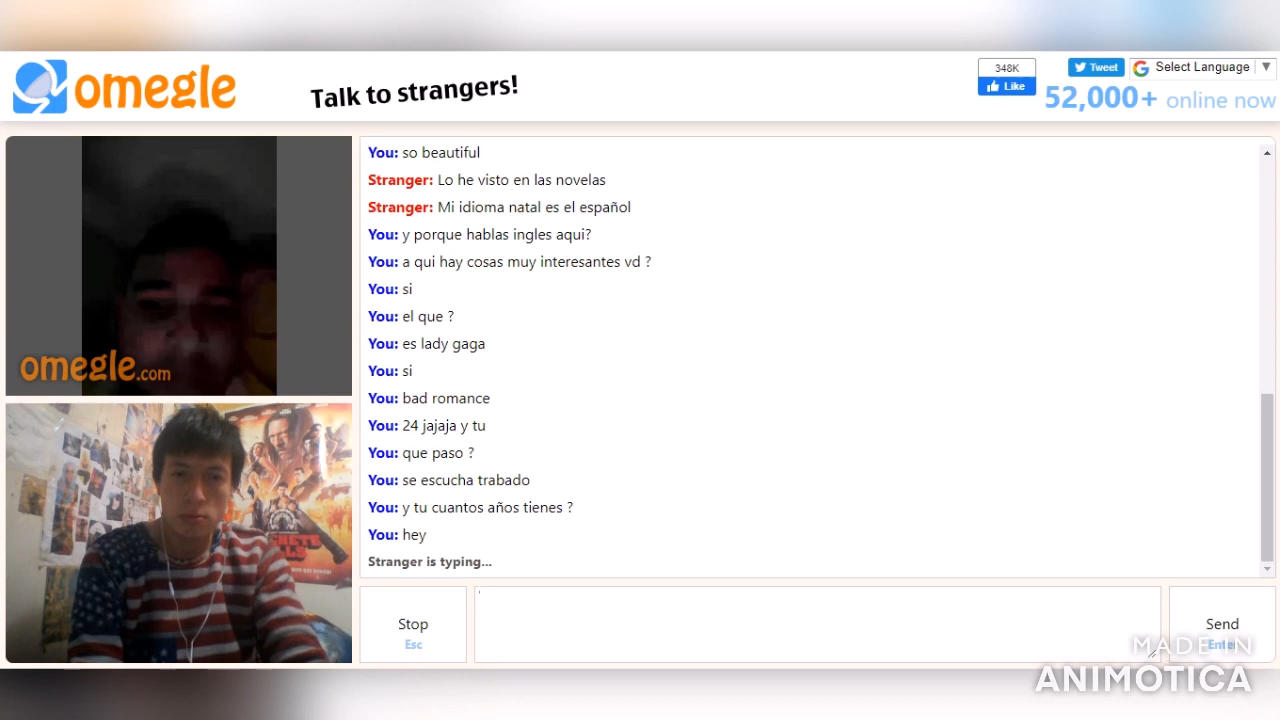 omegle
Talk to strangers!
348K
Like
Tweet
Select Language
52,000+ online now
You: so beautiful
Stranger: Lo he visto en las novelas
Stranger: Mi idioma natal es el español
You: y porque hablas ingles aqui?
You: a qui hay cosas muy interesantes vd ?
You: si
You: el que ?
You: es lady gaga
You: si
You: bad romance
You: 24 jajaja y tu
You: que paso ?
You: se escucha trabado
You: y tu cuantos años tienes ?
You: hey
Stranger is typing...
omegle.com
Stop
Esc
Send
Enter
MADE IN
ANIMOTICA